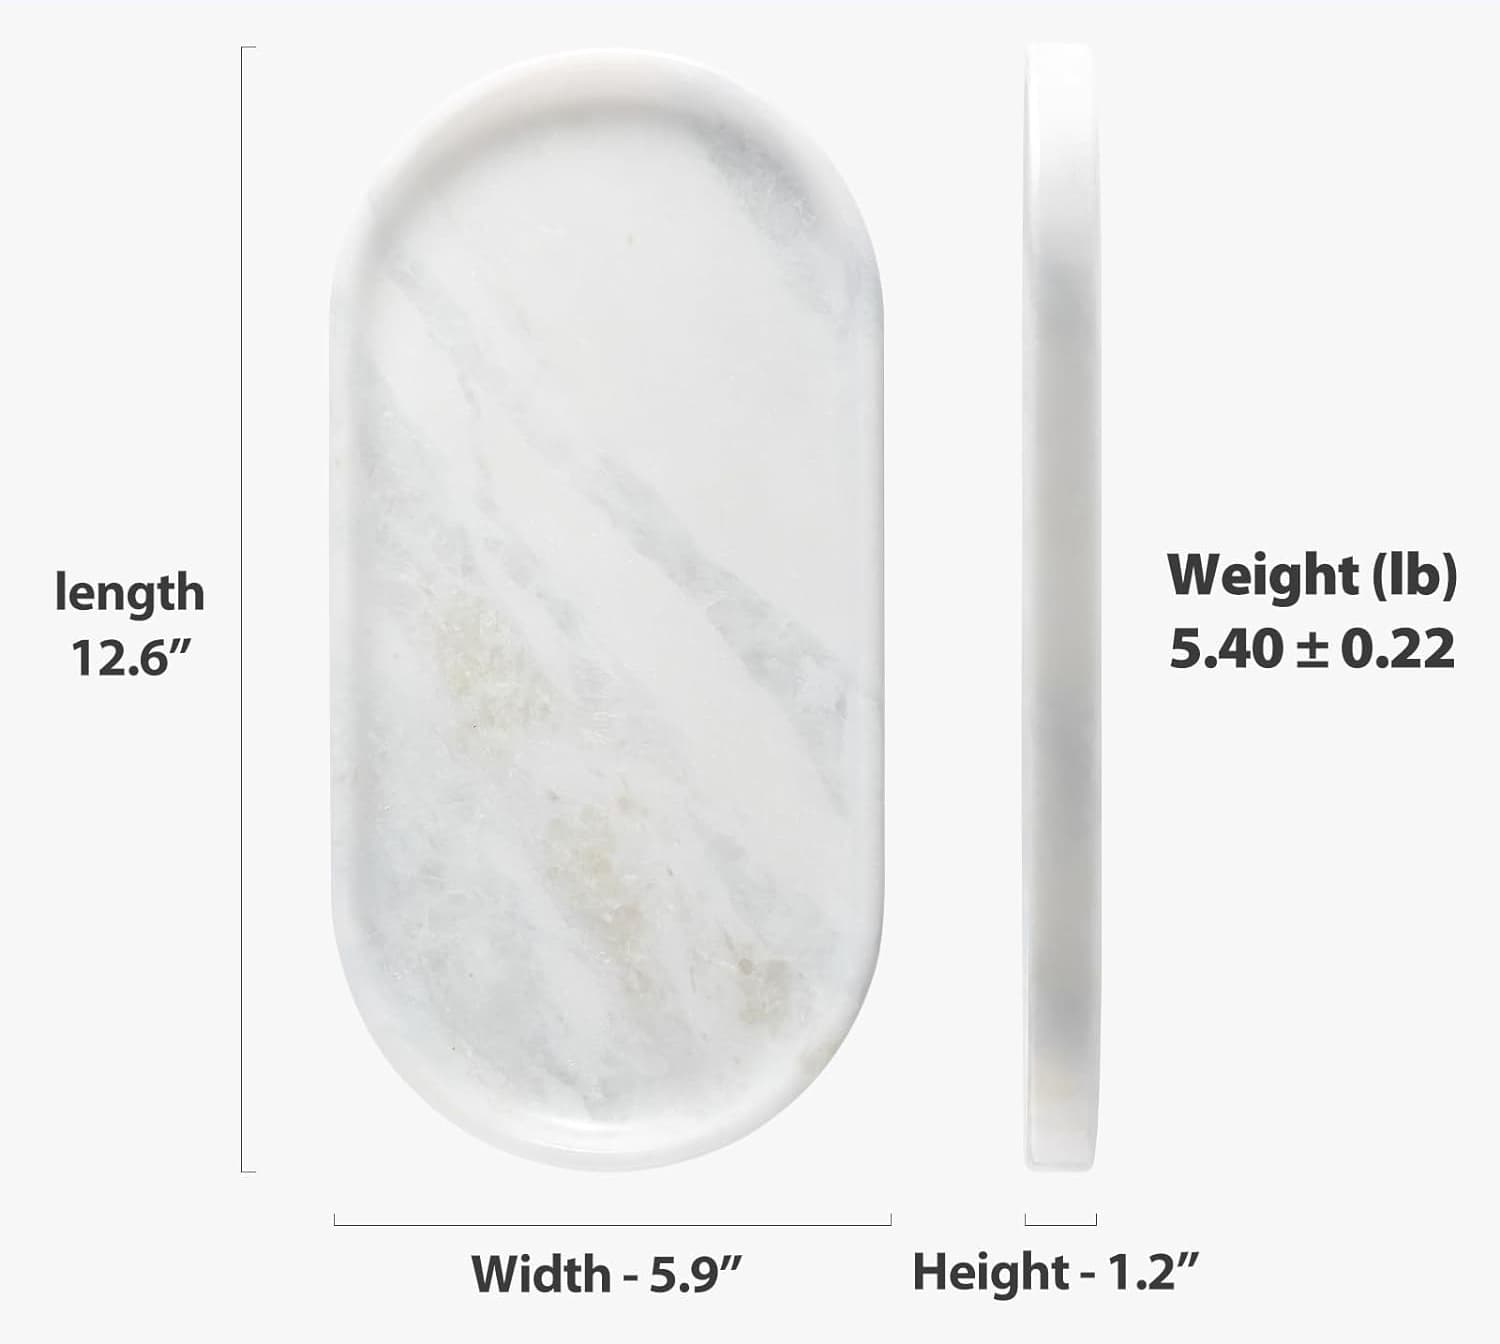 length
12.6”
Weight (lb)
5.40 ± 0.22
Width - 5.9”
Height - 1.2”